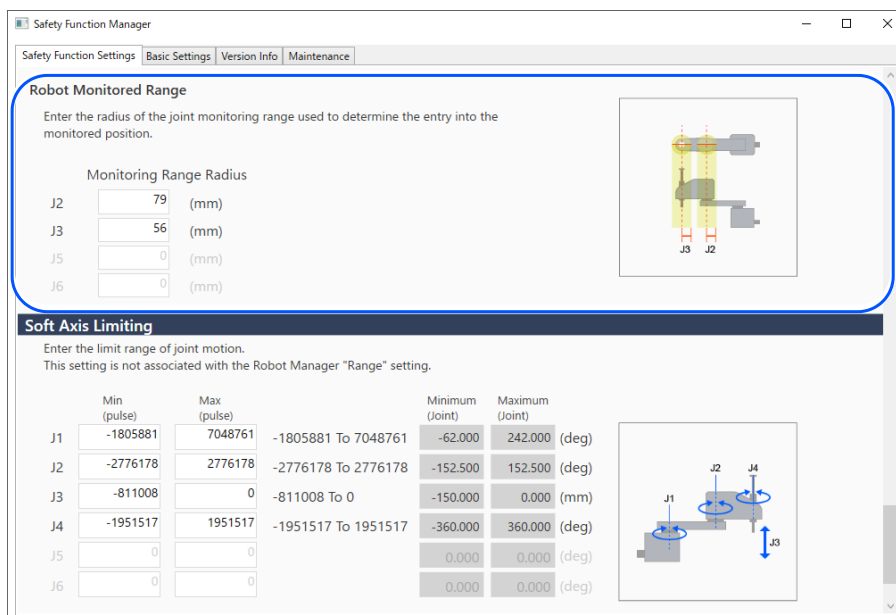 Safety Function Manager
Safety Function Settings Basic Settings Version Info Maintenance
Robot Monitored Range
Enter the radius of the joint monitoring range used to determine the entry into the
monitored position.
Monitoring Range Radius
J2 79 (mm)
J3 56 (mm)
J5 0 (mm)
J6 0 (mm)
J3 J2
Soft Axis Limiting
Enter the limit range of joint motion.
This setting is not associated with the Robot Manager "Range" setting.
Min Max Minimum Maximum
(pulse) (pulse) (Joint) (Joint)
J1 -1805881 7048761 -1805881 To 7048761 -62.000 242.000 (deg)
J2 -2776178 2776178 -2776178 To 2776178 -152.500 152.500 (deg)
J3 -811008 0 -811008 To 0 -150.000 0.000 (mm)
J4 -1951517 1951517 -1951517 To 1951517 -360.000 360.000 (deg)
J5 0 0 0.000 0.000 (deg)
J6 0 0 0.000 0.000 (deg)
J2 J4
J1
J3